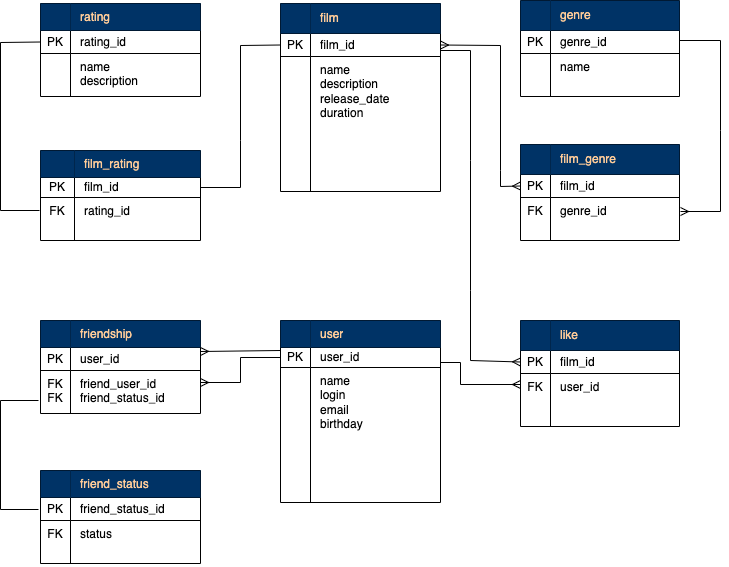 rating
PK rating_id
name
description
film
PK film_id
name
description
release_date
duration
genre
PK genre_id
name
film_rating
PK film_id
FK rating_id
film_genre
PK film_id
FK genre_id
friendship
PK user_id
FK friend_user_id
FK friend_status_id
user
PK user_id
name
login
email
birthday
like
PK film_id
FK user_id
friend_status
PK friend_status_id
FK status